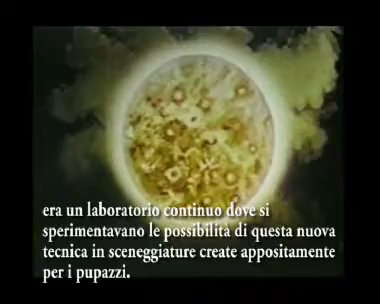 era un laboratorio continuo dove si
sperimentavano le possibilità di questa nuova
tecnica in sceneggiature create appositamente
per i pupazzi.